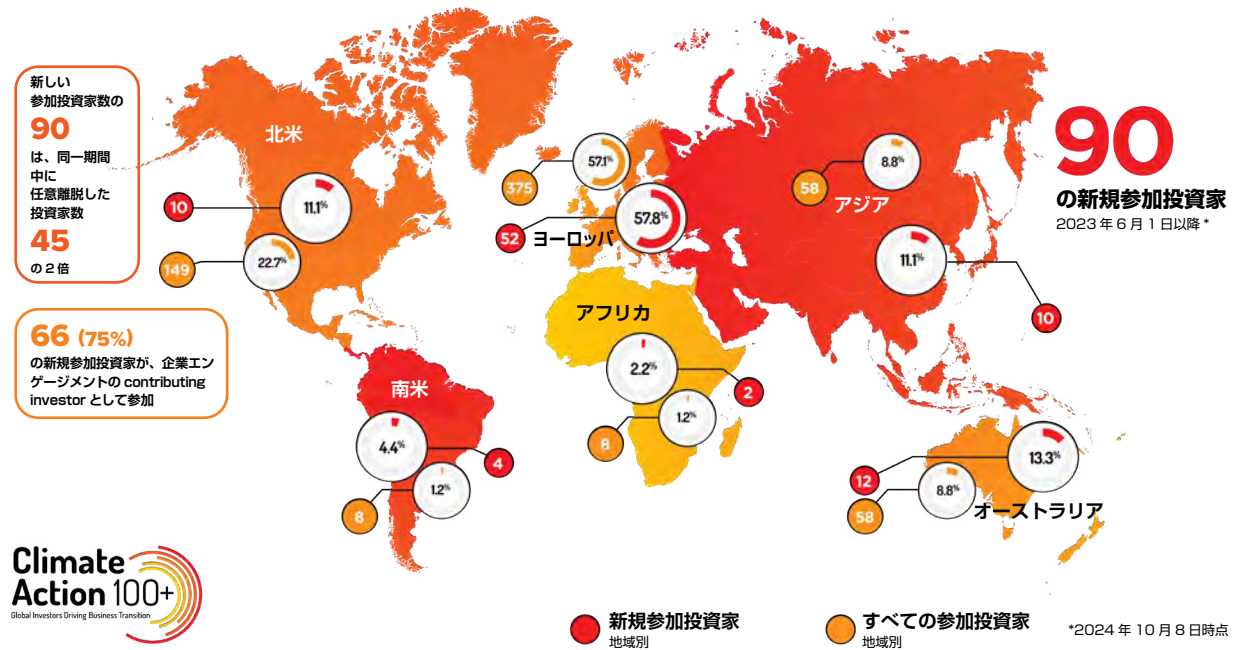 新しい
参加投資家数の
90
は、同一期間
中に
任意離脱した
投資家数
45
の2倍
66 (75%)
の新規参加投資家が、企業エン
ゲージメントの contributing
investor として参加
北米
10
11.1%
149
22.7%
375
57.1%
52
57.8%
ヨーロッパ
58
8.8%
アジア
11.1%
10
90
の新規参加投資家
2023年6月1日以降*
アフリカ
2.2%
2
8
1.2%
南米
4.4%
4
8
1.2%
12
13.3%
58
8.8%
オーストラリア
Climate
Action 100+
Global Investors Driving Business Transition
新規参加投資家
地域別
すべての参加投資家
地域別
*2024年10月8日時点